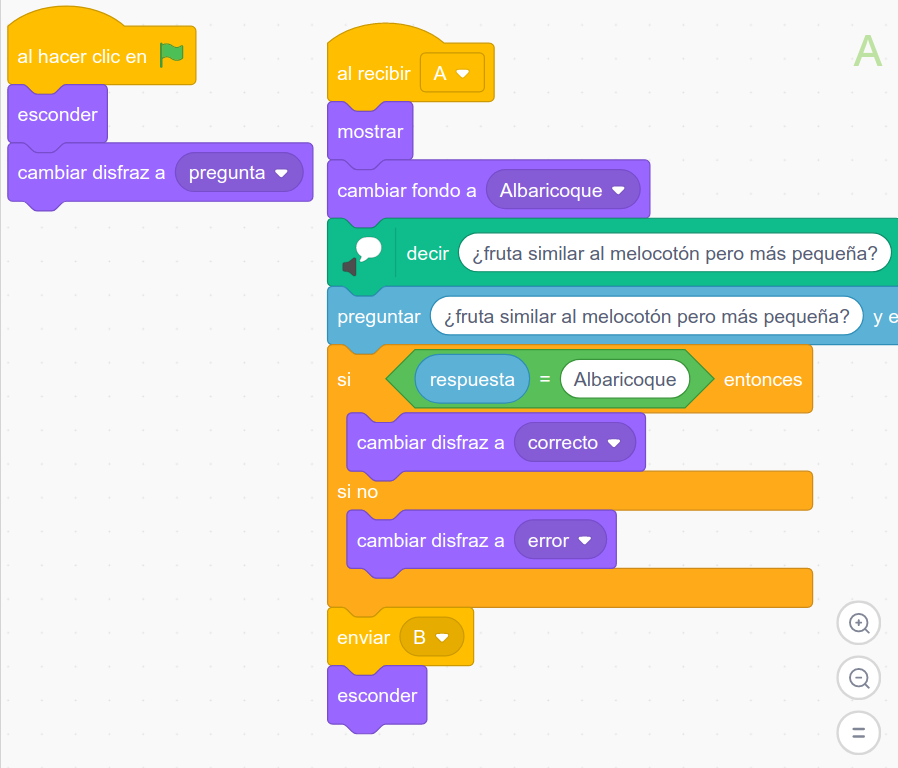 al hacer clic en
esconder
cambiar disfraz a pregunta
A
al recibir A
mostrar
cambiar fondo a Albaricoque
decir ¿fruta similar al melocotón pero más pequeña?
preguntar ¿fruta similar al melocotón pero más pequeña? y e
si respuesta = Albaricoque entonces
cambiar disfraz a correcto
si no
cambiar disfraz a error
enviar B
esconder